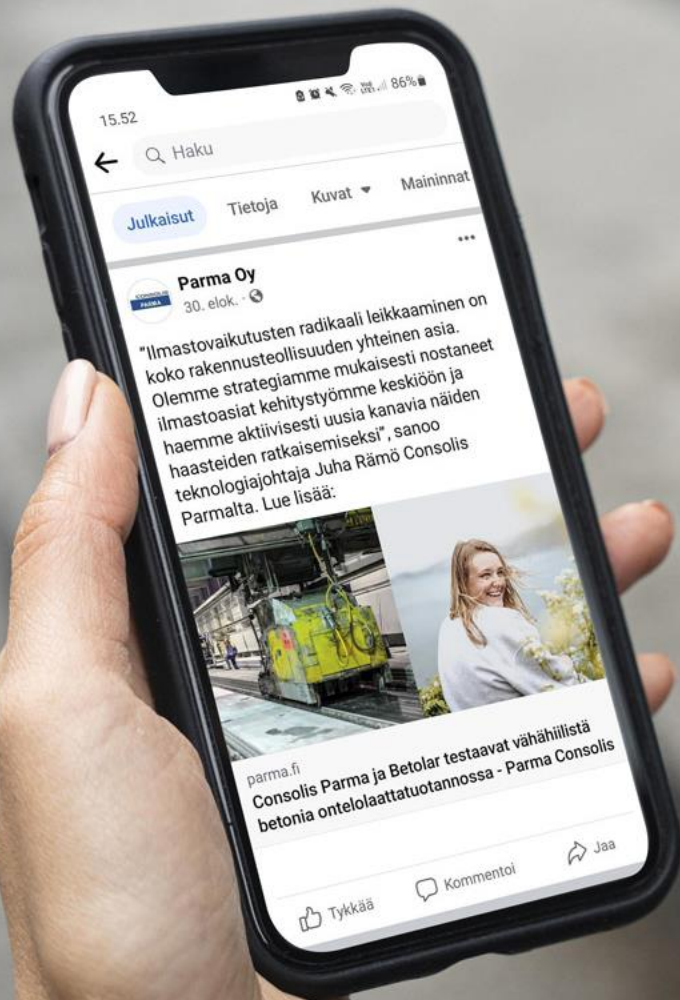 15.52
86%
Haku
Julkaisut Tietoja Kuvat Maininnat
Parma Oy
30. elok. ·
CONSOLIS
PARMA
"Ilmastovaikutusten radikaali leikkaaminen on
koko rakennusteollisuuden yhteinen asia.
Olemme strategiamme mukaisesti nostaneet
ilmastoasiat kehitystyömme keskiöön ja
haemme aktiivisesti uusia kanavia näiden
haasteiden ratkaisemiseksi", sanoo
teknologiajohtaja Juha Rämö Consolis
Parmalta. Lue lisää:
parma.fi
Consolis Parma ja Betolar testaavat vähähiilistä
betonia ontelolaattatuotannossa - Parma Consolis
Tykkää Kommentoi Jaa